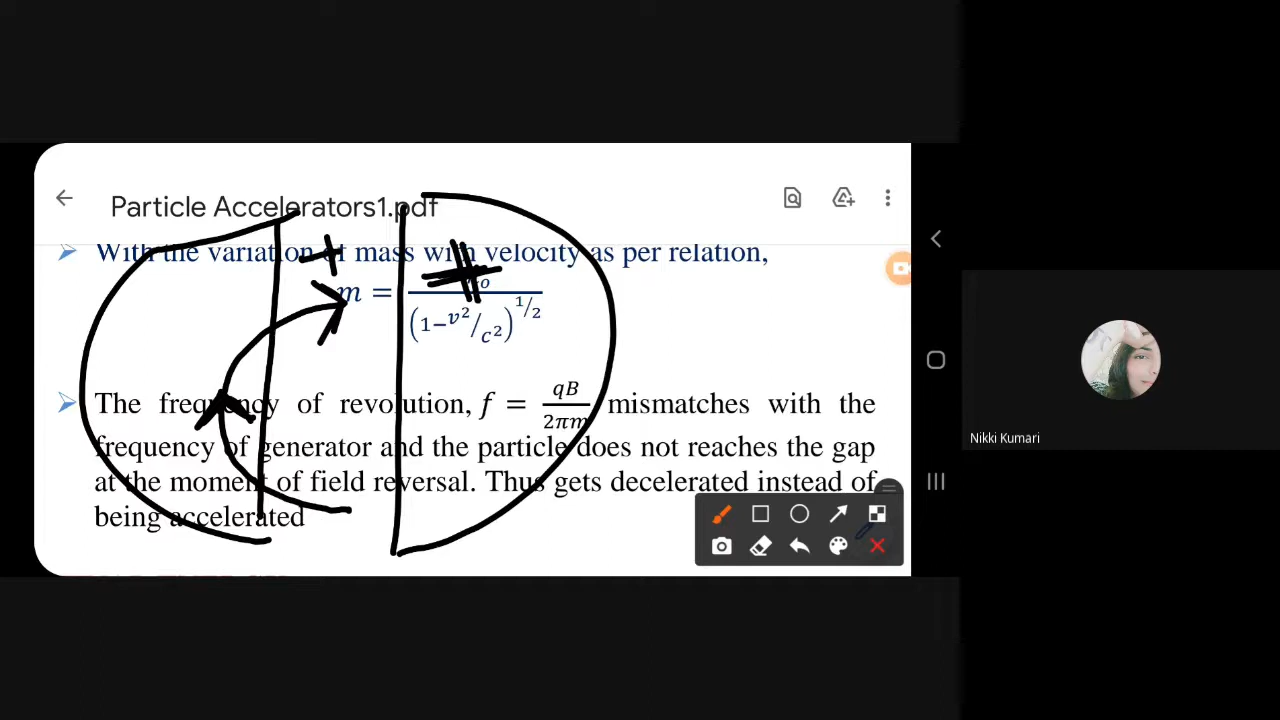 Particle Accelerators1.pdf
➢ With the variation of mass with velocity as per relation,
m = o / (1−v²/c²)^1/2
➢ The frequency of revolution, f = qB/2πm mismatches with the
frequency of generator and the particle does not reaches the gap
at the moment of field reversal. Thus gets decelerated instead of
being accelerated
Nikki Kumari